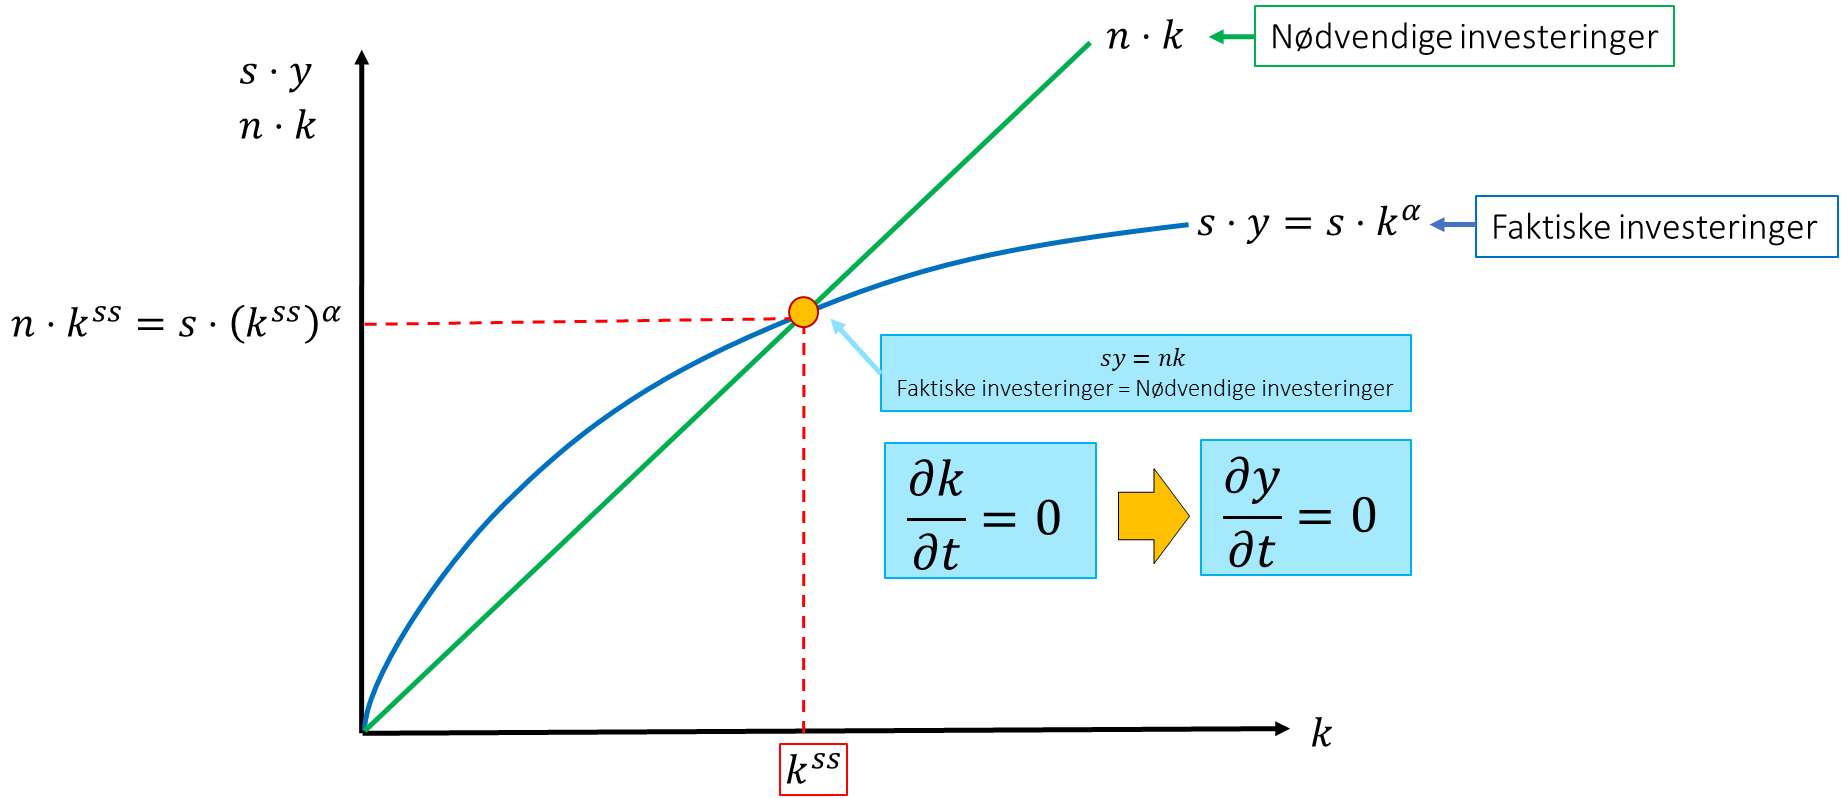 s · y
n · k
n · k
Nødvendige investeringer
s · y = s · k^α
Faktiske investeringer
n · k^ss = s · (k^ss)^α
sy = nk
Faktiske investeringer = Nødvendige investeringer
∂k/∂t = 0
∂y/∂t = 0
k
k^ss